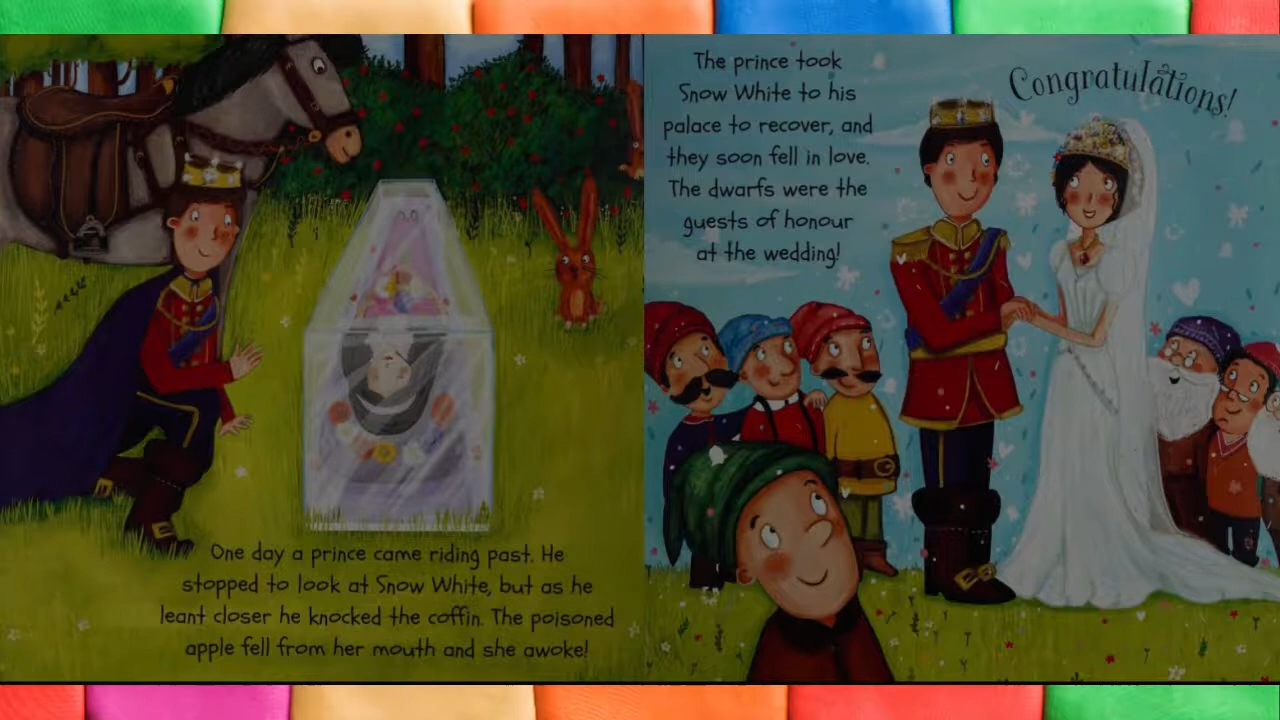 One day a prince came riding past. He
stopped to look at Snow White, but as he
leant closer he knocked the coffin. The poisoned
apple fell from her mouth and she awoke!
The prince took
Snow White to his
palace to recover, and
they soon fell in love.
The dwarfs were the
guests of honour
at the wedding!
Congratulations!